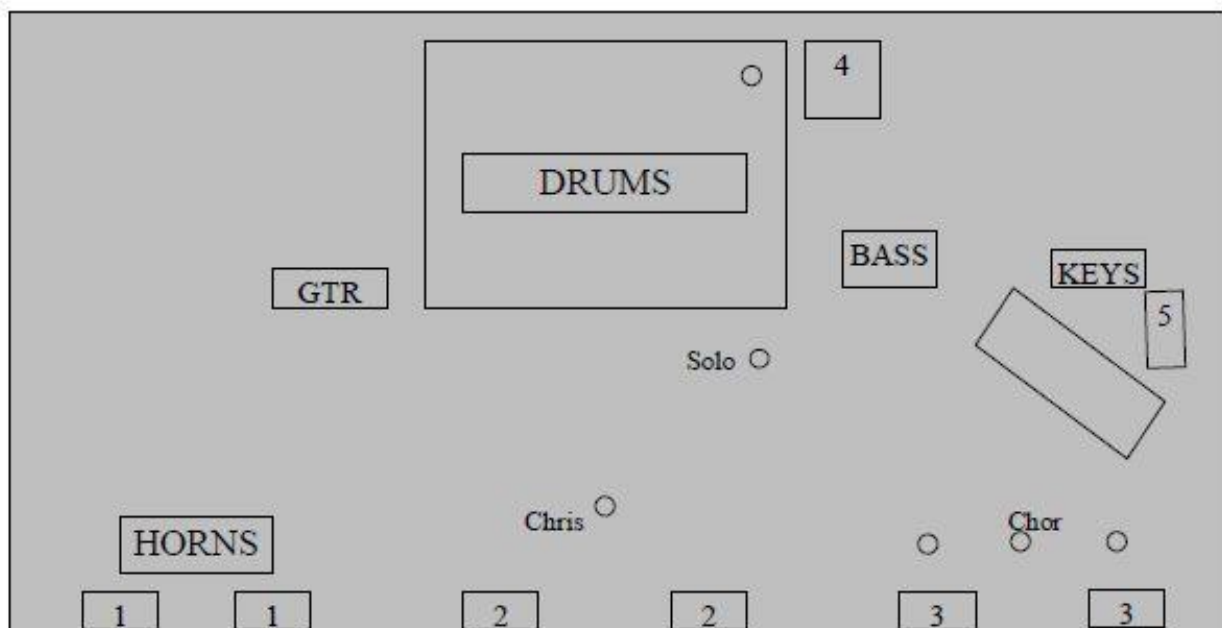 4
DRUMS
BASS
KEYS
GTR
5
Solo
Chris
Chor
HORNS
1 1 2 2 3 3